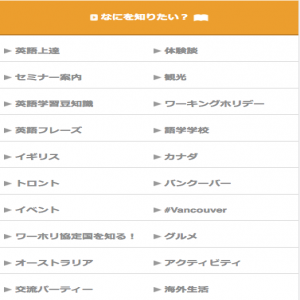 なにを知りたい？
英語上達 体験談
セミナー案内 観光
英語学習豆知識 ワーキングホリデー
英語フレーズ 語学学校
イギリス カナダ
トロント バンクーバー
イベント #Vancouver
ワーホリ協定国を知る！ グルメ
オーストラリア アクティビティ
交流パーティー 海外生活